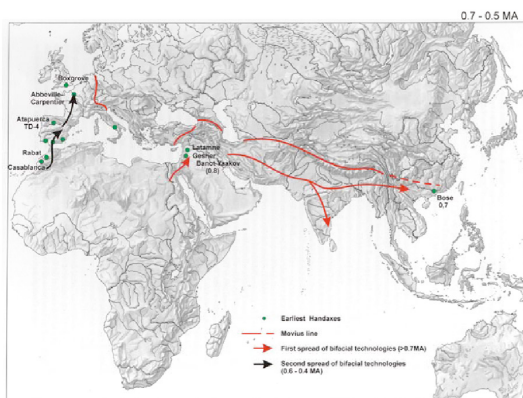 0.7 - 0.5 MA
Boxgrove
Abbeville-
Carpentier
Atapuerca
TD-4
Rabat
Casablanca
Latamne
Gesher
Banot-Yaakov
(0.8)
Bose
0.7
Earliest Handaxes
Movius line
First spread of bifacial technologies (>0.7MA)
Second spread of bifacial technologies
(0.6 - 0.4 MA)